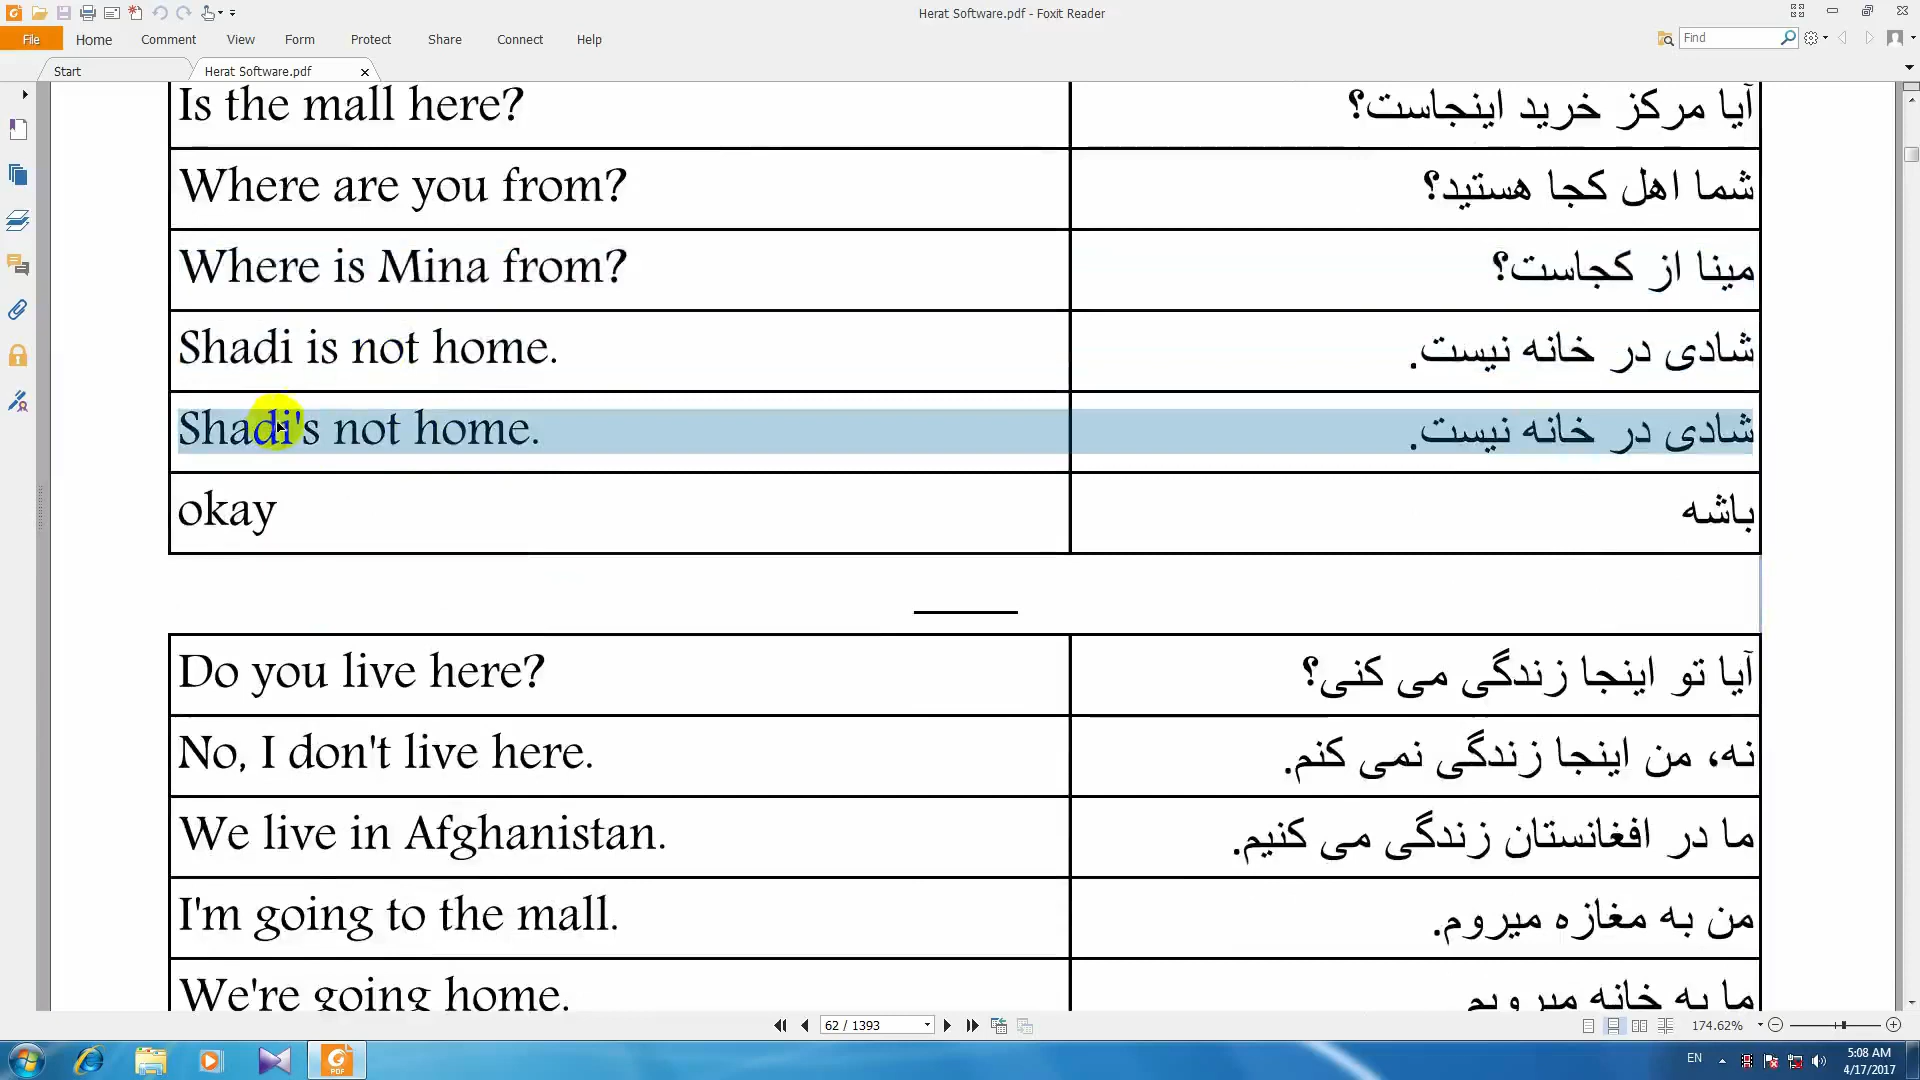 Herat Software.pdf - Foxit Reader
File Home Comment View Form Protect Share Connect Help Find
Start Herat Software.pdf
Is the mall here? آیا مرکز خرید اینجاست؟
Where are you from? شما اهل کجا هستید؟
Where is Mina from? مینا از کجاست؟
Shadi is not home. شادی در خانه نیست.
Shadi's not home. شادی در خانه نیست.
okay باشه
Do you live here? آیا تو اینجا زندگی می کنی؟
No, I don't live here. نه، من اینجا زندگی نمی کنم.
We live in Afghanistan. ما در افغانستان زندگی می کنیم.
I'm going to the mall. من به مغازه میروم.
We're going home. ما به خانه میرویم
62 / 1393 174.62%
EN 5:08 AM
4/17/2017